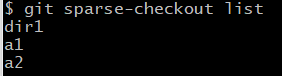 $ git sparse-checkout list
dir1
a1
a2